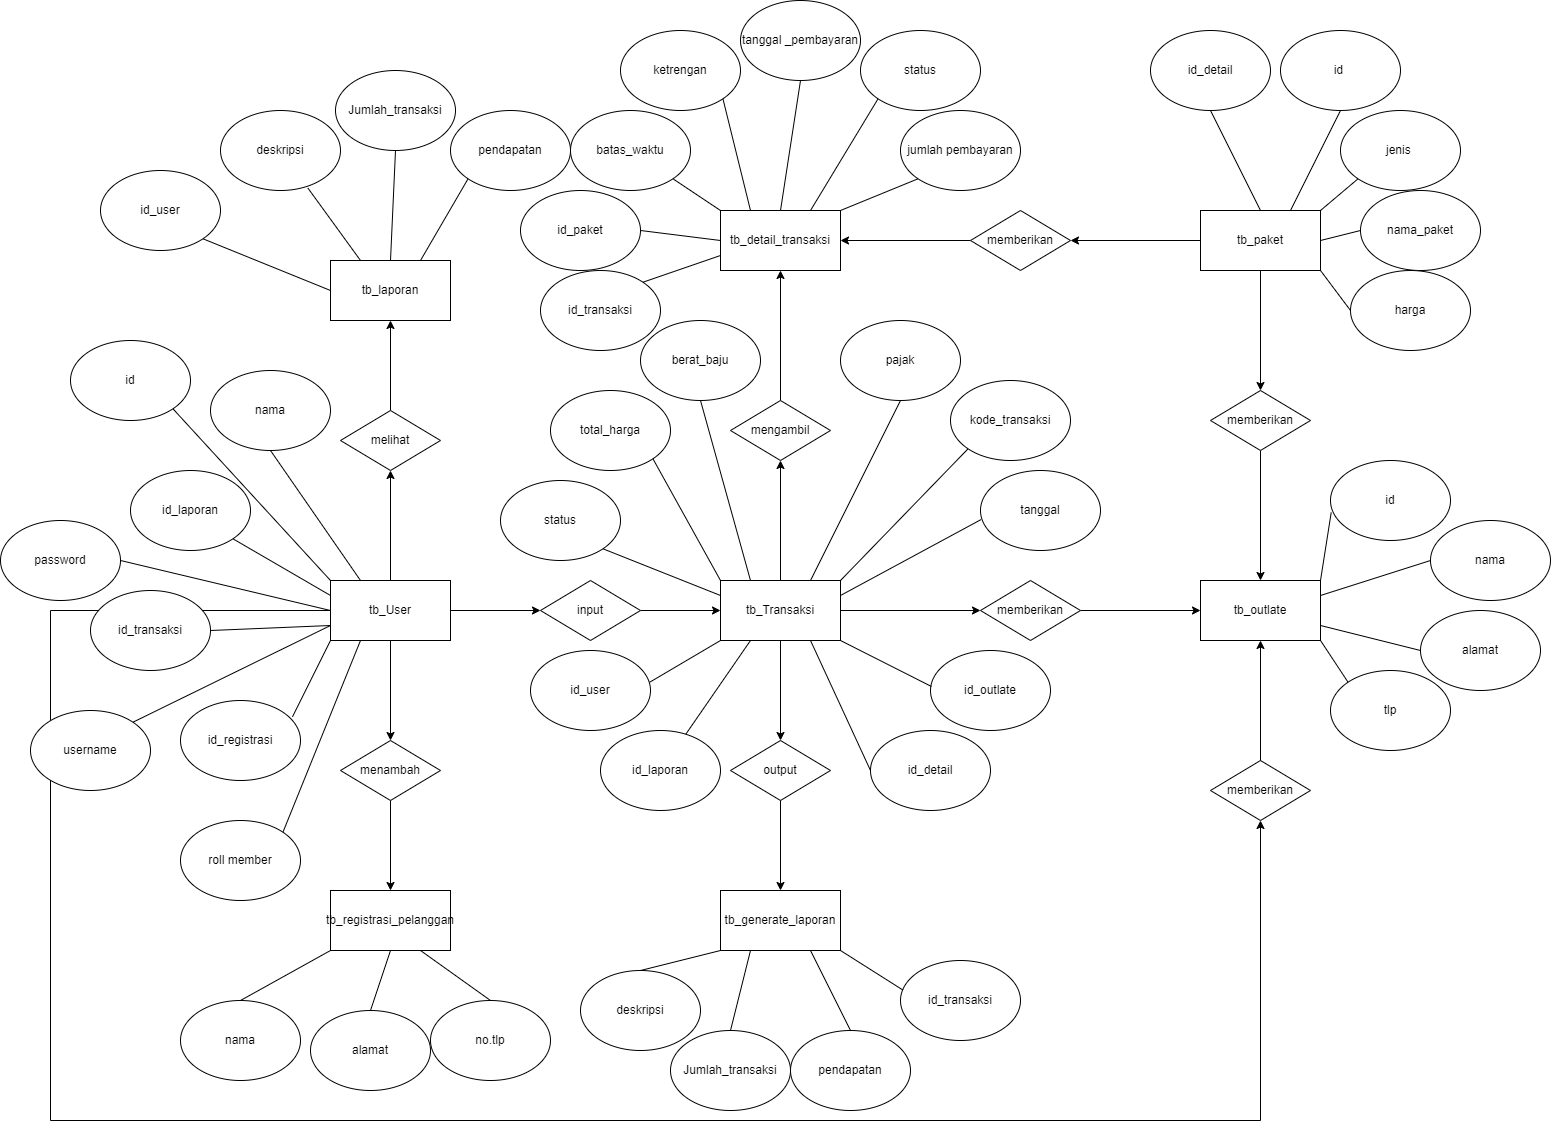 tanggal _pembayaran
ketrengan
status
id_detail
id
Jumlah_transaksi
deskripsi
pendapatan
batas_waktu
jumlah pembayaran
jenis
id_user
id_paket
tb_detail_transaksi
memberikan
tb_paket
nama_paket
tb_laporan
id_transaksi
harga
berat_baju
pajak
id
nama
melihat
total_harga
mengambil
kode_transaksi
memberikan
id_laporan
status
tanggal
id
password
nama
tb_User
input
tb_Transaksi
memberikan
tb_outlate
id_transaksi
alamat
id_user
id_outlate
tlp
username
id_registrasi
menambah
id_laporan
output
id_detail
memberikan
roll member
tb_registrasi_pelanggan
tb_generate_laporan
id_transaksi
deskripsi
nama
alamat
no.tlp
Jumlah_transaksi
pendapatan